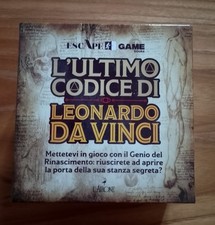 ESCAPE GAME
L'ULTIMO
CODICE DI
LEONARDO
DA VINCI
Mettetevi in gioco con il Genio del
Rinascimento: riuscirete ad aprire
la porta della sua stanza segreta?